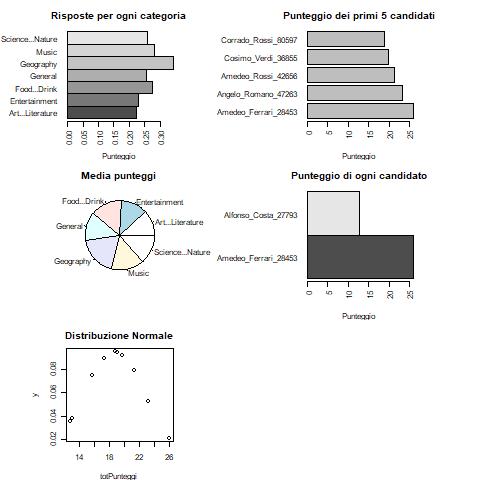 Risposte per ogni categoria
Science...Nature
Music
Geography
General
Food...Drink
Entertainment
Art...Literature
0.00 0.05 0.10 0.15 0.20 0.25 0.30
Punteggio
Punteggio dei primi 5 candidati
Corrado_Rossi_80597
Cosimo_Verdi_36855
Amedeo_Rossi_42656
Angelo_Romano_47263
Amedeo_Ferrari_28453
0 5 10 15 20 25
Punteggio
Media punteggi
Food...Drink
Entertainment
General
Art...Literature
Science...Nature
Geography
Music
Punteggio di ogni candidato
Alfonso_Costa_27793
Amedeo_Ferrari_28453
0 5 10 15 20 25
Punteggio
Distribuzione Normale
y
0.02 0.04 0.06 0.08
14 18 22 26
totPunteggi